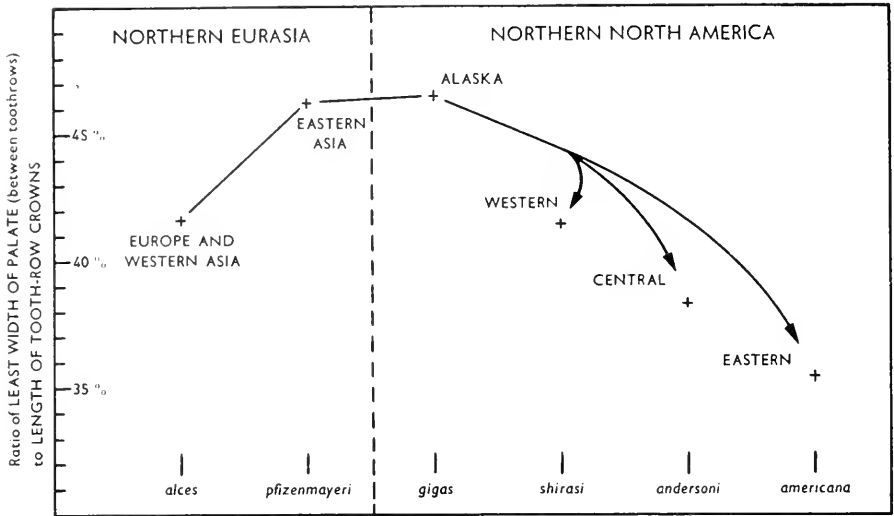 NORTHERN EURASIA
NORTHERN NORTH AMERICA
Ratio of LEAST WIDTH OF PALATE (between toothrows)
to LENGTH OF TOOTH-ROW CROWNS
45 %
40 %
35 %
ALASKA
EASTERN
ASIA
EUROPE AND
WESTERN ASIA
WESTERN
CENTRAL
EASTERN
alces
pfizenmayeri
gigas
shirasi
andersoni
americana